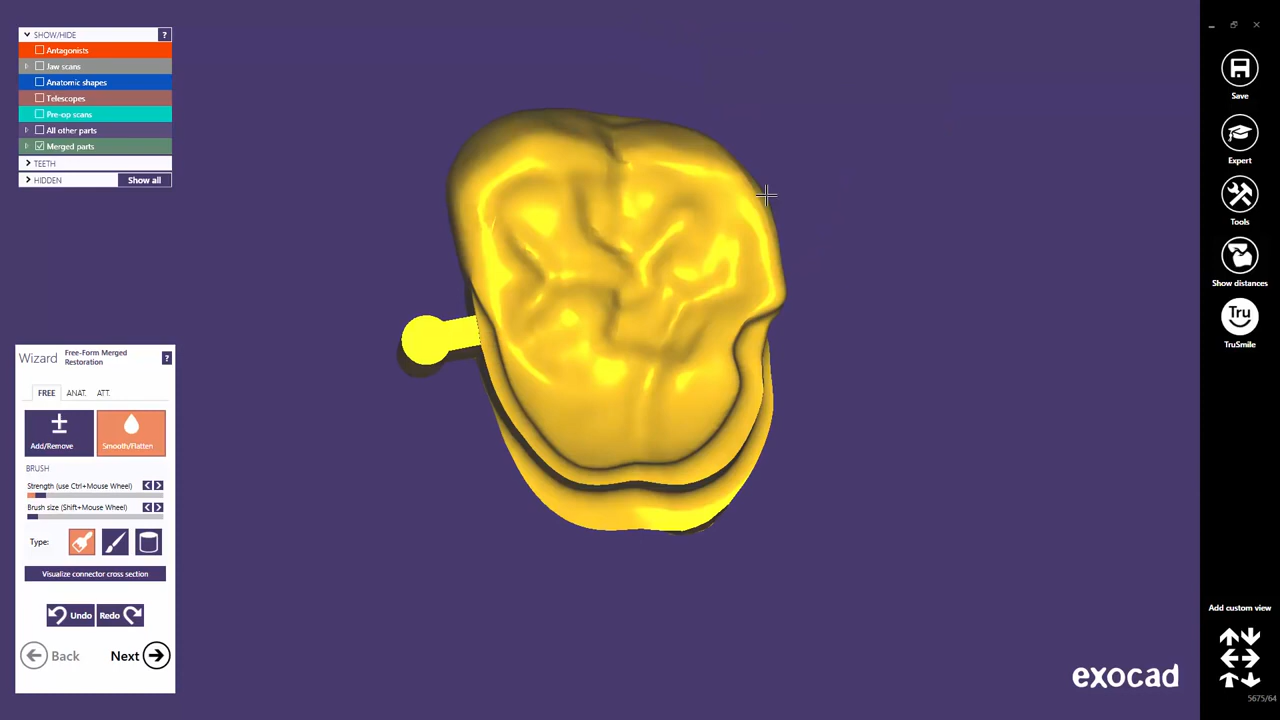 SHOW/HIDE ?
Antagonists
Jaw scans
Anatomic shapes
Telescopes
Pre-op scans
All other parts
Merged parts
TEETH
HIDDEN Show all
Wizard Free-Form Merged Restoration ?
FREE ANAT. ATT.
Add/Remove Smooth/Flatten
BRUSH
Strength (use Ctrl+Mouse Wheel)
Brush size (Shift+Mouse Wheel)
Type:
Visualize connector cross section
Undo Redo
Back Next
Save
Expert
Tools
Show distances
Tru
TruSmile
Add custom view
5675/64
exocad